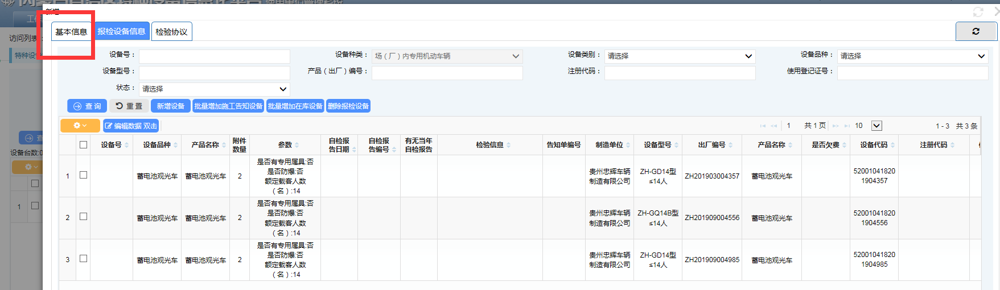 新增
基本信息 报检设备信息 检验协议
访问列表：
特种设
设备号： 设备种类： 场（厂）内专用机动车辆 设备类别： 请选择 设备品种： 请选择
设备型号： 产品（出厂）编号： 注册代码： 使用登记证号：
状态： 请选择
查询 重置 新增设备 批量增加施工告知设备 批量增加在库设备 删除报检设备
编辑数据 双击 1 共 1 页 10 1 - 3 共 3 条
设备台数:0
设备号 设备品种 产品名称 附件数量 参数 自检报告日期 自检报告编号 有无当年自检报告 检验信息 告知单编号 制造单位 设备型号 出厂编号 产品名称 是否欠费 设备代码 注册代码
1 蓄电池观光车 蓄电池观光车 2 是否有专用属具:否 是否防爆:否 额定载客人数（名）:14 贵州忠辉车辆制造有限公司 ZH-GD14型≤14人 ZH201903004357 蓄电池观光车 520010418201904357
2 蓄电池观光车 蓄电池观光车 2 是否有专用属具:否 是否防爆:否 额定载客人数（名）:14 贵州忠辉车辆制造有限公司 ZH-GQ14B型≤14人 ZH201909004556 蓄电池观光车 520010418201904556
3 蓄电池观光车 蓄电池观光车 2 是否有专用属具:否 是否防爆:否 额定载客人数（名）:14 贵州忠辉车辆制造有限公司 ZH-GD14型≤14人 ZH201909004985 蓄电池观光车 520010418201904985
1